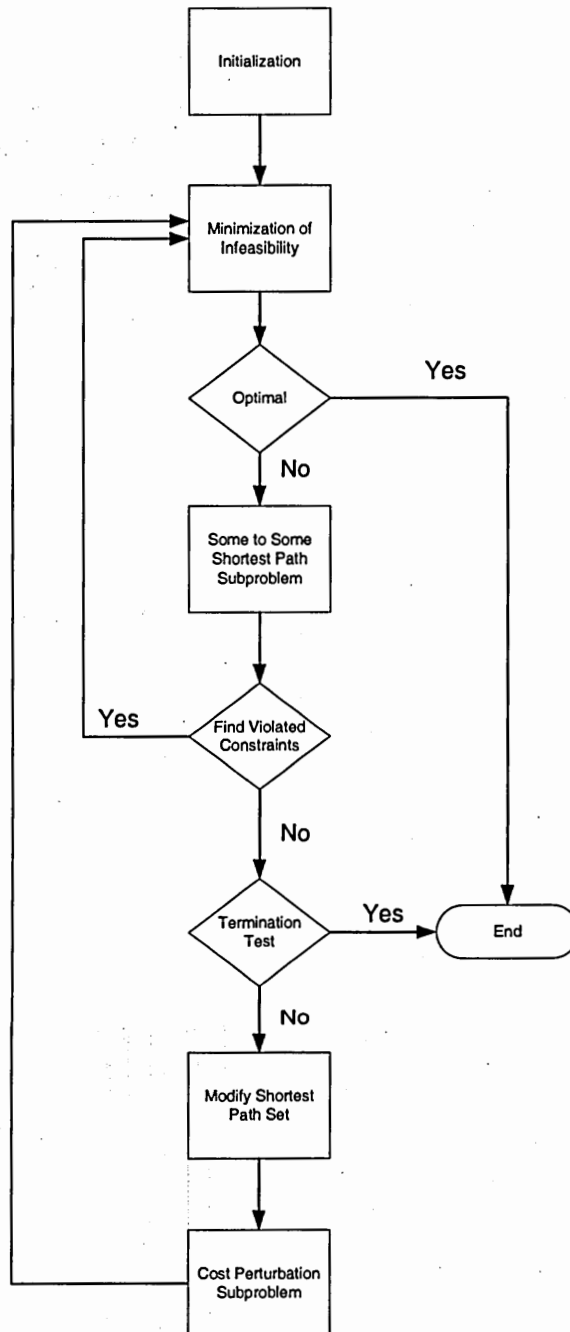 Initialization
Minimization of
Infeasibility
Optimal
Yes
No
Some to Some
Shortest Path
Subproblem
Find Violated
Constraints
Yes
No
Termination
Test
Yes
End
No
Modify Shortest
Path Set
Cost Perturbation
Subproblem